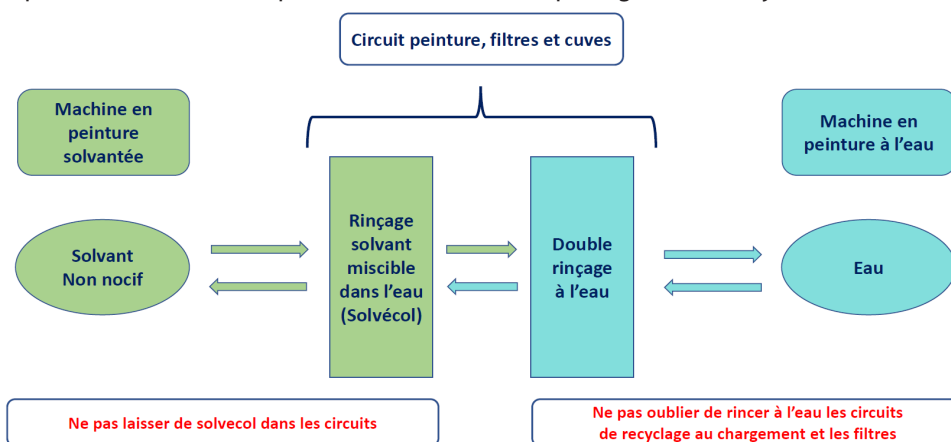 Circuit peinture, filtres et cuves
Machine en
peinture
solvantée
Machine en
peinture à l’eau
Solvant
Non nocif
Rinçage
solvant
miscible
dans l’eau
(Solvécol)
Double
rinçage
à l’eau
Eau
Ne pas laisser de solvecol dans les circuits
Ne pas oublier de rincer à l’eau les circuits
de recyclage au chargement et les filtres